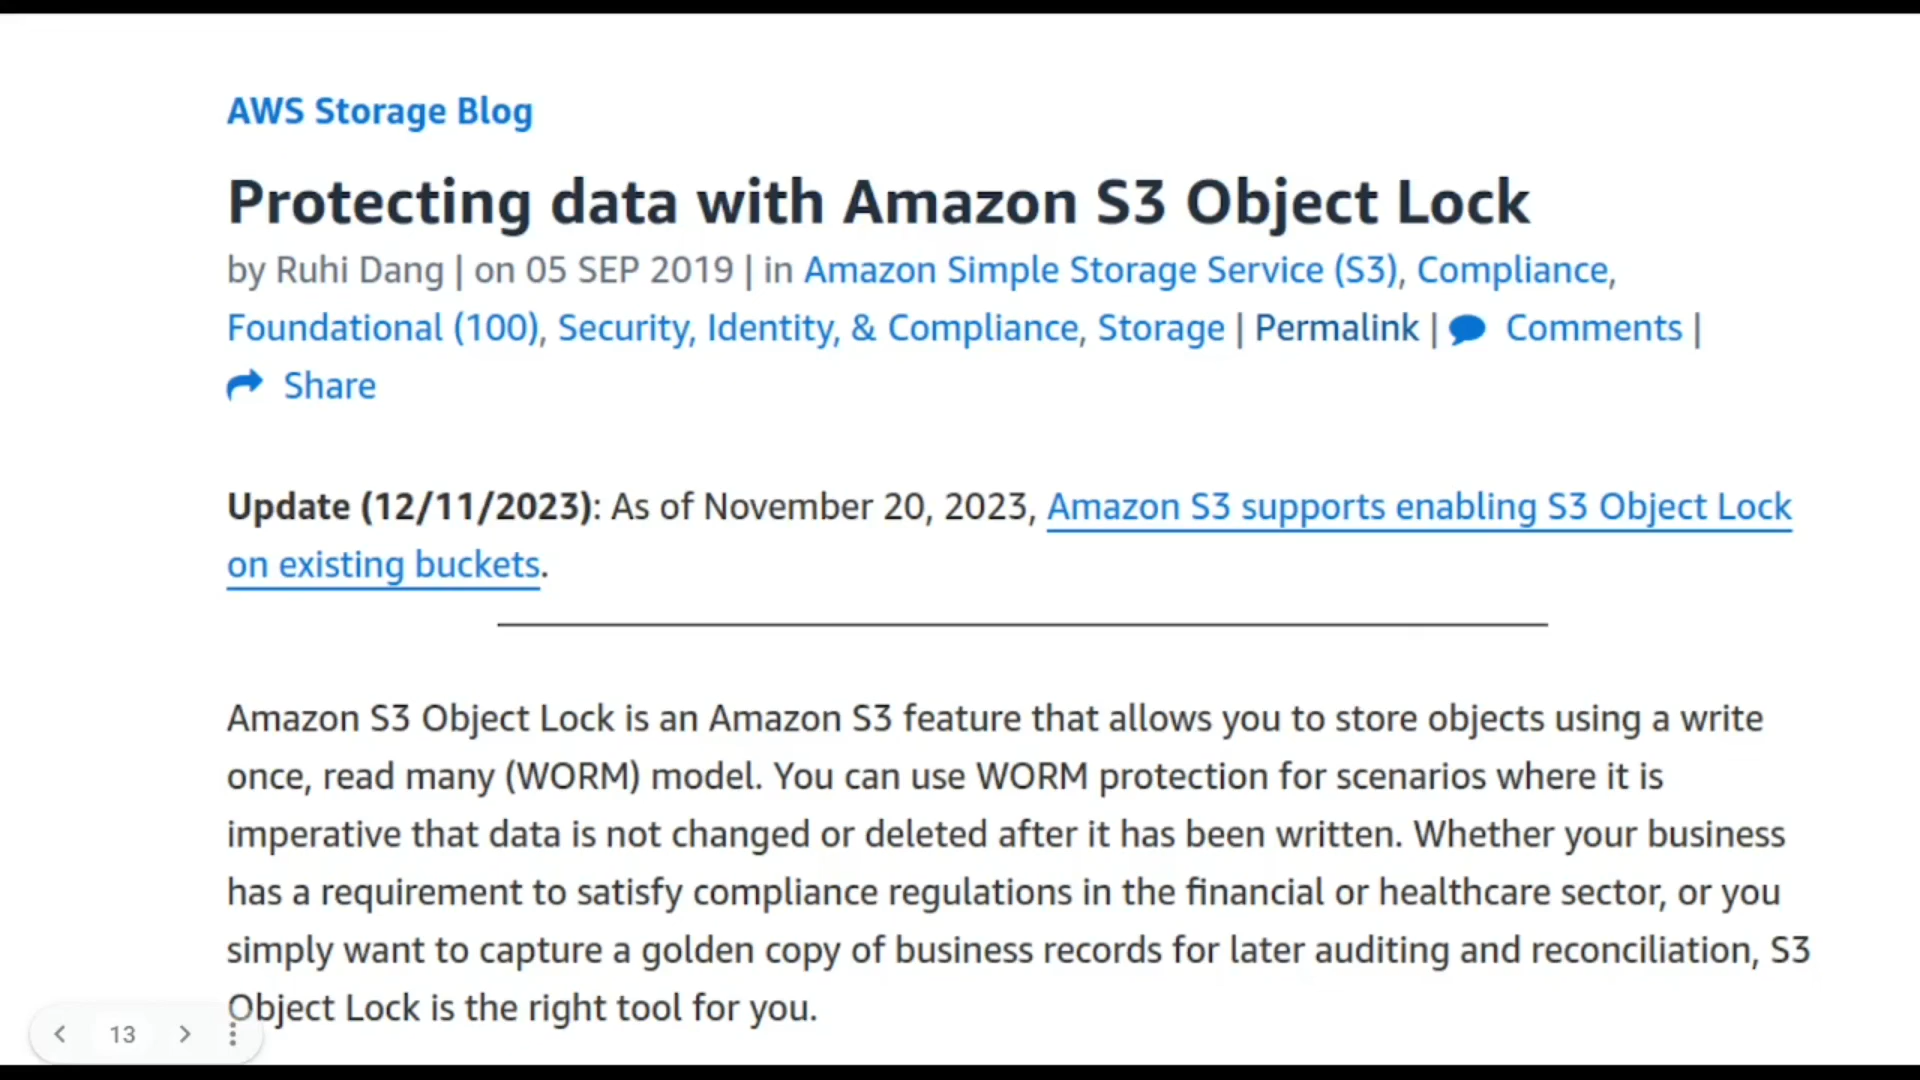 AWS Storage Blog
Protecting data with Amazon S3 Object Lock
by Ruhi Dang | on 05 SEP 2019 | in Amazon Simple Storage Service (S3), Compliance,
Foundational (100), Security, Identity, & Compliance, Storage | Permalink | Comments |
Share
Update (12/11/2023): As of November 20, 2023, Amazon S3 supports enabling S3 Object Lock
on existing buckets.
Amazon S3 Object Lock is an Amazon S3 feature that allows you to store objects using a write
once, read many (WORM) model. You can use WORM protection for scenarios where it is
imperative that data is not changed or deleted after it has been written. Whether your business
has a requirement to satisfy compliance regulations in the financial or healthcare sector, or you
simply want to capture a golden copy of business records for later auditing and reconciliation, S3
Object Lock is the right tool for you.
13